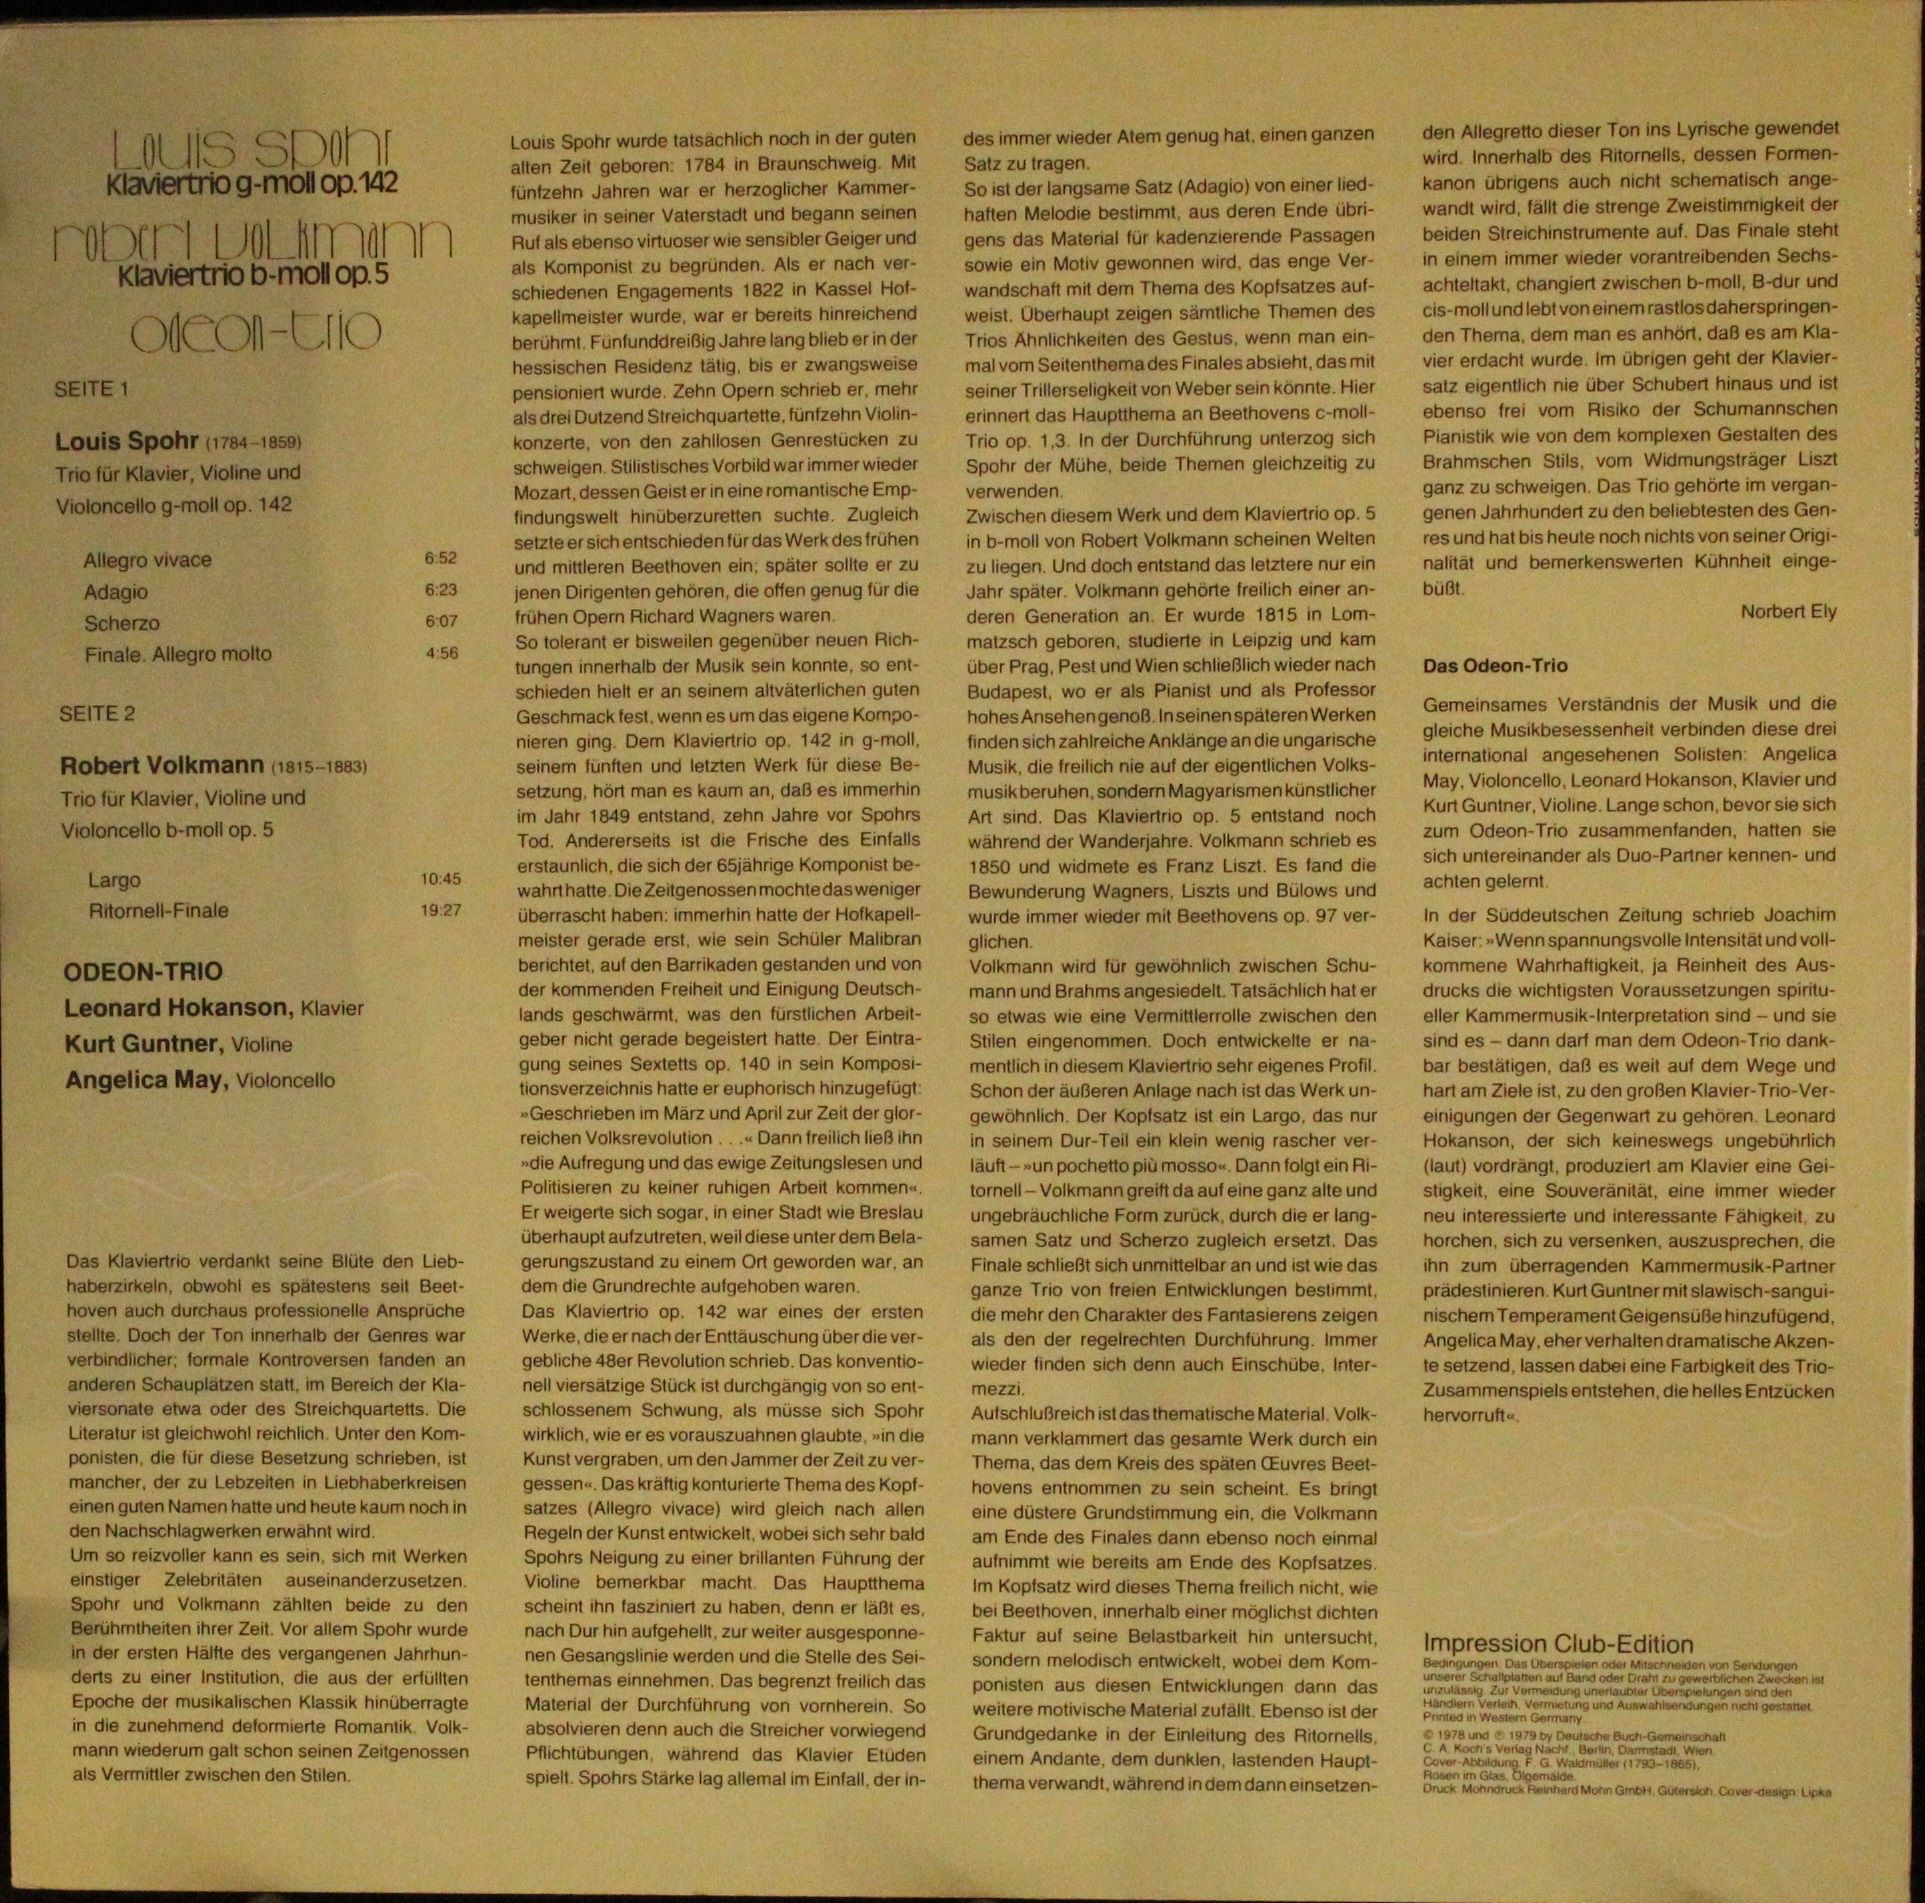 Louis Spohr
Klaviertrio g-moll op. 142
Robert Volkmann
Klaviertrio b-moll op. 5
Odeon-Trio
SEITE 1
Louis Spohr (1784–1859)
Trio für Klavier, Violine und
Violoncello g-moll op. 142
Allegro vivace 6:52
Adagio 6:23
Scherzo 6:07
Finale. Allegro molto 4:56
SEITE 2
Robert Volkmann (1815–1883)
Trio für Klavier, Violine und
Violoncello b-moll op. 5
Largo 10:45
Ritornell-Finale 19:27
ODEON-TRIO
Leonard Hokanson, Klavier
Kurt Guntner, Violine
Angelica May, Violoncello
Das Klaviertrio verdankt seine Blüte den Lieb-
haberzirkeln, obwohl es spätestens seit Beet-
hoven auch durchaus professionelle Ansprüche
stellte. Doch der Ton innerhalb der Genres war
verbindlicher; formale Kontroversen fanden an
anderen Schauplätzen statt, im Bereich der Kla-
viersonate etwa oder des Streichquartetts. Die
Literatur ist gleichwohl reichlich. Unter den Kom-
ponisten, die für diese Besetzung schrieben, ist
mancher, der zu Lebzeiten in Liebhaberkreisen
einen guten Namen hatte und heute kaum noch in
den Nachschlagwerken erwähnt wird.
Um so reizvoller kann es sein, sich mit Werken
einstiger Zelebritäten auseinanderzusetzen.
Spohr und Volkmann zählten beide zu den
Berühmtheiten ihrer Zeit. Vor allem Spohr wurde
in der ersten Hälfte des vergangenen Jahrhun-
derts zu einer Institution, die aus der erfüllten
Epoche der musikalischen Klassik hinüberragte
in die zunehmend deformierte Romantik. Volk-
mann wiederum galt schon seinen Zeitgenossen
als Vermittler zwischen den Stilen.
Louis Spohr wurde tatsächlich noch in der guten
alten Zeit geboren: 1784 in Braunschweig. Mit
fünfzehn Jahren war er herzoglicher Kammer-
musiker in seiner Vaterstadt und begann seinen
Ruf als ebenso virtuoser wie sensibler Geiger und
als Komponist zu begründen. Als er nach ver-
schiedenen Engagements 1822 in Kassel Hof-
kapellmeister wurde, war er bereits hinreichend
berühmt. Fünfunddreißig Jahre lang blieb er in der
hessischen Residenz tätig, bis er zwangsweise
pensioniert wurde. Zehn Opern schrieb er, mehr
als drei Dutzend Streichquartette, fünfzehn Violin-
konzerte, von den zahllosen Genrestücken zu
schweigen. Stilistisches Vorbild war immer wieder
Mozart, dessen Geist er in eine romantische Emp-
findungswelt hinüberzuretten suchte. Zugleich
setzte er sich entschieden für das Werk des frühen
und mittleren Beethoven ein; später sollte er zu
jenen Dirigenten gehören, die offen genug für die
frühen Opern Richard Wagners waren.
So tolerant er bisweilen gegenüber neuen Rich-
tungen innerhalb der Musik sein konnte, so ent-
schieden hielt er an seinem altväterlichen guten
Geschmack fest, wenn es um das eigene Kompo-
nieren ging. Dem Klaviertrio op. 142 in g-moll,
seinem fünften und letzten Werk für diese Be-
setzung, hört man es kaum an, daß es immerhin
im Jahr 1849 entstand, zehn Jahre vor Spohrs
Tod. Andererseits ist die Frische des Einfalls
erstaunlich, die sich der 65jährige Komponist be-
wahrt hatte. Die Zeitgenossen mochte das weniger
überrascht haben: immerhin hatte der Hofkapell-
meister gerade erst, wie sein Schüler Malibran
berichtet, auf den Barrikaden gestanden und von
der kommenden Freiheit und Einigung Deutsch-
lands geschwärmt, was den fürstlichen Arbeit-
geber nicht gerade begeistert hatte. Der Eintra-
gung seines Sextetts op. 140 in sein Komposi-
tionsverzeichnis hatte er euphorisch hinzugefügt:
»Geschrieben im März und April zur Zeit der glor-
reichen Volksrevolution . . .« Dann freilich ließ ihn
»die Aufregung und das ewige Zeitungslesen und
Politisieren zu keiner ruhigen Arbeit kommen«.
Er weigerte sich sogar, in einer Stadt wie Breslau
überhaupt aufzutreten, weil diese unter dem Bela-
gerungszustand zu einem Ort geworden war, an
dem die Grundrechte aufgehoben waren.
Das Klaviertrio op. 142 war eines der ersten
Werke, die er nach der Enttäuschung über die ver-
gebliche 48er Revolution schrieb. Das konventio-
nell viersätzige Stück ist durchgängig von so ent-
schlossenem Schwung, als müsse sich Spohr
wirklich, wie er es vorauszuahnen glaubte, »in die
Kunst vergraben, um den Jammer der Zeit zu ver-
gessen«. Das kräftig konturierte Thema des Kopf-
satzes (Allegro vivace) wird gleich nach allen
Regeln der Kunst entwickelt, wobei sich sehr bald
Spohrs Neigung zu einer brillanten Führung der
Violine bemerkbar macht. Das Hauptthema
scheint ihn fasziniert zu haben, denn er läßt es,
nach Dur hin aufgehellt, zur weiter ausgesponne-
nen Gesangslinie werden und die Stelle des Sei-
tenthemas einnehmen. Das begrenzt freilich das
Material der Durchführung von vornherein. So
absolvieren denn auch die Streicher vorwiegend
Pflichtübungen, während das Klavier Etüden
spielt. Spohrs Stärke lag allemal im Einfall, der in-
des immer wieder Atem genug hat, einen ganzen
Satz zu tragen.
So ist der langsame Satz (Adagio) von einer lied-
haften Melodie bestimmt, aus deren Ende übri-
gens das Material für kadenzierende Passagen
sowie ein Motiv gewonnen wird, das enge Ver-
wandschaft mit dem Thema des Kopfsatzes auf-
weist. Überhaupt zeigen sämtliche Themen des
Trios Ähnlichkeiten des Gestus, wenn man ein-
mal vom Seitenthema des Finales absieht, das mit
seiner Trillerseligkeit von Weber sein könnte. Hier
erinnert das Hauptthema an Beethovens c-moll-
Trio op. 1,3. In der Durchführung unterzog sich
Spohr der Mühe, beide Themen gleichzeitig zu
verwenden.
Zwischen diesem Werk und dem Klaviertrio op. 5
in b-moll von Robert Volkmann scheinen Welten
zu liegen. Und doch entstand das letztere nur ein
Jahr später. Volkmann gehörte freilich einer an-
deren Generation an. Er wurde 1815 in Lom-
matzsch geboren, studierte in Leipzig und kam
über Prag, Pest und Wien schließlich wieder nach
Budapest, wo er als Pianist und als Professor
hohes Ansehen genoß. In seinen späteren Werken
finden sich zahlreiche Anklänge an die ungarische
Musik, die freilich nie auf der eigentlichen Volks-
musik beruhen, sondern Magyarismen künstlicher
Art sind. Das Klaviertrio op. 5 entstand noch
während der Wanderjahre. Volkmann schrieb es
1850 und widmete es Franz Liszt. Es fand die
Bewunderung Wagners, Liszts und Bülows und
wurde immer wieder mit Beethovens op. 97 ver-
glichen.
Volkmann wird für gewöhnlich zwischen Schu-
mann und Brahms angesiedelt. Tatsächlich hat er
so etwas wie eine Vermittlerrolle zwischen den
Stilen eingenommen. Doch entwickelte er na-
mentlich in diesem Klaviertrio sehr eigenes Profil.
Schon der äußeren Anlage nach ist das Werk un-
gewöhnlich. Der Kopfsatz ist ein Largo, das nur
in seinem Dur-Teil ein klein wenig rascher ver-
läuft – »un pochetto più mosso«. Dann folgt ein Ri-
tornell – Volkmann greift da auf eine ganz alte und
ungebräuchliche Form zurück, durch die er lang-
samen Satz und Scherzo zugleich ersetzt. Das
Finale schließt sich unmittelbar an und ist wie das
ganze Trio von freien Entwicklungen bestimmt,
die mehr den Charakter des Fantasierens zeigen
als den der regelrechten Durchführung. Immer
wieder finden sich denn auch Einschübe, Inter-
mezzi.
Aufschlußreich ist das thematische Material. Volk-
mann verklammert das gesamte Werk durch ein
Thema, das dem Kreis des späten Œuvres Beet-
hovens entnommen zu sein scheint. Es bringt
eine düstere Grundstimmung ein, die Volkmann
am Ende des Finales dann ebenso noch einmal
aufnimmt wie bereits am Ende des Kopfsatzes.
Im Kopfsatz wird dieses Thema freilich nicht, wie
bei Beethoven, innerhalb einer möglichst dichten
Faktur auf seine Belastbarkeit hin untersucht,
sondern melodisch entwickelt, wobei dem Kom-
ponisten aus diesen Entwicklungen dann das
weitere motivische Material zufällt. Ebenso ist der
Grundgedanke in der Einleitung des Ritornells,
einem Andante, dem dunklen, lastenden Haupt-
thema verwandt, während in dem dann einsetzen-
den Allegretto dieser Ton ins Lyrische gewendet
wird. Innerhalb des Ritornells, dessen Formen-
kanon übrigens auch nicht schematisch ange-
wandt wird, fällt die strenge Zweistimmigkeit der
beiden Streichinstrumente auf. Das Finale steht
in einem immer wieder vorantreibenden Sechs-
achteltakt, changiert zwischen b-moll, B-dur und
cis-moll und lebt von einem rastlos daherspringen-
den Thema, dem man es anhört, daß es am Kla-
vier erdacht wurde. Im übrigen geht der Klavier-
satz eigentlich nie über Schubert hinaus und ist
ebenso frei vom Risiko der Schumannschen
Pianistik wie von dem komplexen Gestalten des
Brahmschen Stils, vom Widmungsträger Liszt
ganz zu schweigen. Das Trio gehörte im vergan-
genen Jahrhundert zu den beliebtesten des Gen-
res und hat bis heute noch nichts von seiner Origi-
nalität und bemerkenswerten Kühnheit einge-
büßt.
Norbert Ely
Das Odeon-Trio
Gemeinsames Verständnis der Musik und die
gleiche Musikbesessenheit verbinden diese drei
international angesehenen Solisten: Angelica
May, Violoncello, Leonard Hokanson, Klavier und
Kurt Guntner, Violine. Lange schon, bevor sie sich
zum Odeon-Trio zusammenfanden, hatten sie
sich untereinander als Duo-Partner kennen- und
achten gelernt.
In der Süddeutschen Zeitung schrieb Joachim
Kaiser: »Wenn spannungsvolle Intensität und voll-
kommene Wahrhaftigkeit, ja Reinheit des Aus-
drucks die wichtigsten Voraussetzungen spiritu-
eller Kammermusik-Interpretation sind – und sie
sind es – dann darf man dem Odeon-Trio dank-
bar bestätigen, daß es weit auf dem Wege und
hart am Ziele ist, zu den großen Klavier-Trio-Ver-
einigungen der Gegenwart zu gehören. Leonard
Hokanson, der sich keineswegs ungebührlich
(laut) vordrängt, produziert am Klavier eine Gei-
stigkeit, eine Souveränität, eine immer wieder
neu interessierte und interessante Fähigkeit, zu
horchen, sich zu versenken, auszusprechen, die
ihn zum überragenden Kammermusik-Partner
prädestinieren. Kurt Guntner mit slawisch-sangui-
nischem Temperament Geigensüße hinzufügend,
Angelica May, eher verhalten dramatische Akzen-
te setzend, lassen dabei eine Farbigkeit des Trio-
Zusammenspiels entstehen, die helles Entzücken
hervorruft«.
Impression Club-Edition
Bedingungen: Das Überspielen oder Mitschneiden von Sendungen
unserer Schallplatten auf Band oder Draht zu gewerblichen Zwecken ist
unzulässig. Zur Vermeidung unerlaubter Überspielungen sind den
Händlern Verleih, Vermietung und Auswahlsendungen nicht gestattet.
Printed in Western Germany.
© 1978 und ℗ 1979 by Deutsche Buch-Gemeinschaft
C. A. Koch's Verlag Nachf., Berlin, Darmstadt, Wien.
Cover-Abbildung: F. G. Waldmüller (1793–1865),
Rosen im Glas, Ölgemälde.
Druck: Mohndruck Reinhard Mohn GmbH, Gütersloh. Cover-design: Lipka